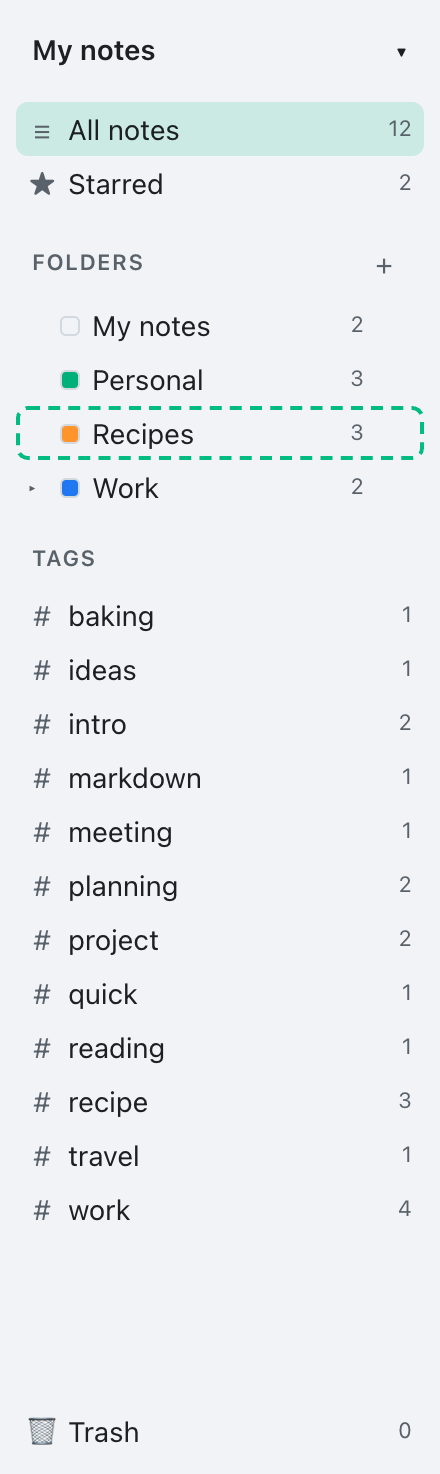 My notes ▾
≡ All notes 12
★ Starred 2
FOLDERS +
My notes 2
Personal 3
Recipes 3
▸ Work 2
TAGS
# baking 1
# ideas 1
# intro 2
# markdown 1
# meeting 1
# planning 2
# project 2
# quick 1
# reading 1
# recipe 3
# travel 1
# work 4
🗑 Trash 0